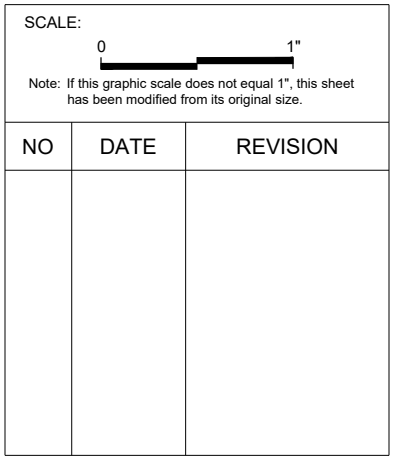 SCALE:
0 1"
Note: If this graphic scale does not equal 1", this sheet
has been modified from its original size.
NO DATE REVISION